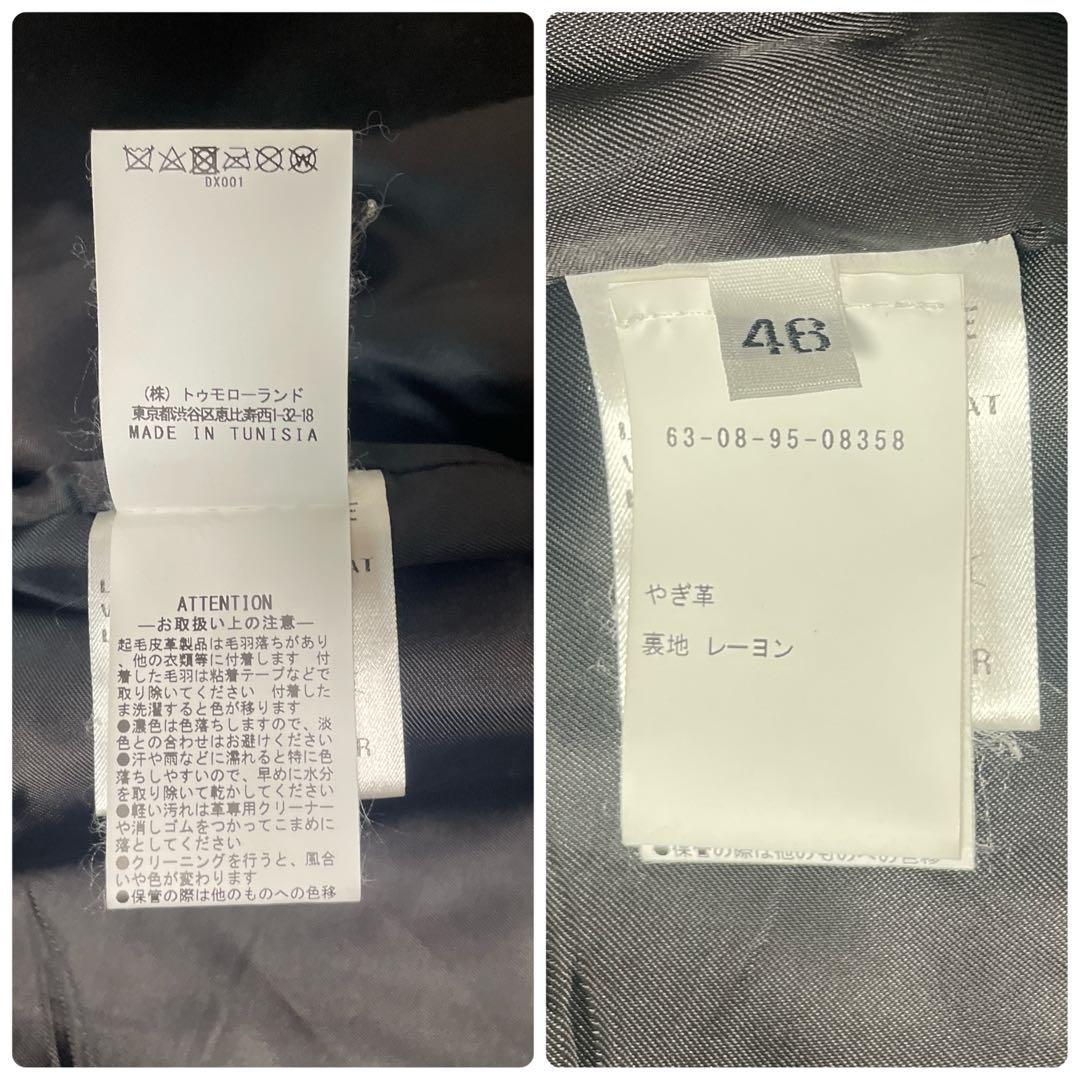 DX001
(株)トゥモローランド
東京都渋谷区恵比寿西1-32-18
MADE IN TUNISIA
E
AT
R
ATTENTION
―お取扱い上の注意―
起毛皮革製品は毛羽落ちがあり
、他の衣類等に付着します 付
着した毛羽は粘着テープなどで
取り除いてください 付着した
ま洗濯すると色が移ります
●濃色は色落ちしますので、淡
色との合わせはお避けください
●汗や雨などに濡れると特に色
落ちしやすいので、早めに水分
を取り除いて乾かしてください
●軽い汚れは革専用クリーナー
や消しゴムをつかってこまめに
落としてください
●クリーニングを行うと、風合
いや色が変わります
●保管の際は他のものへの色移
46
63-08-95-08358
やぎ革
裏地 レーヨン
E
AT
R
●保管の際は他のものへの色移